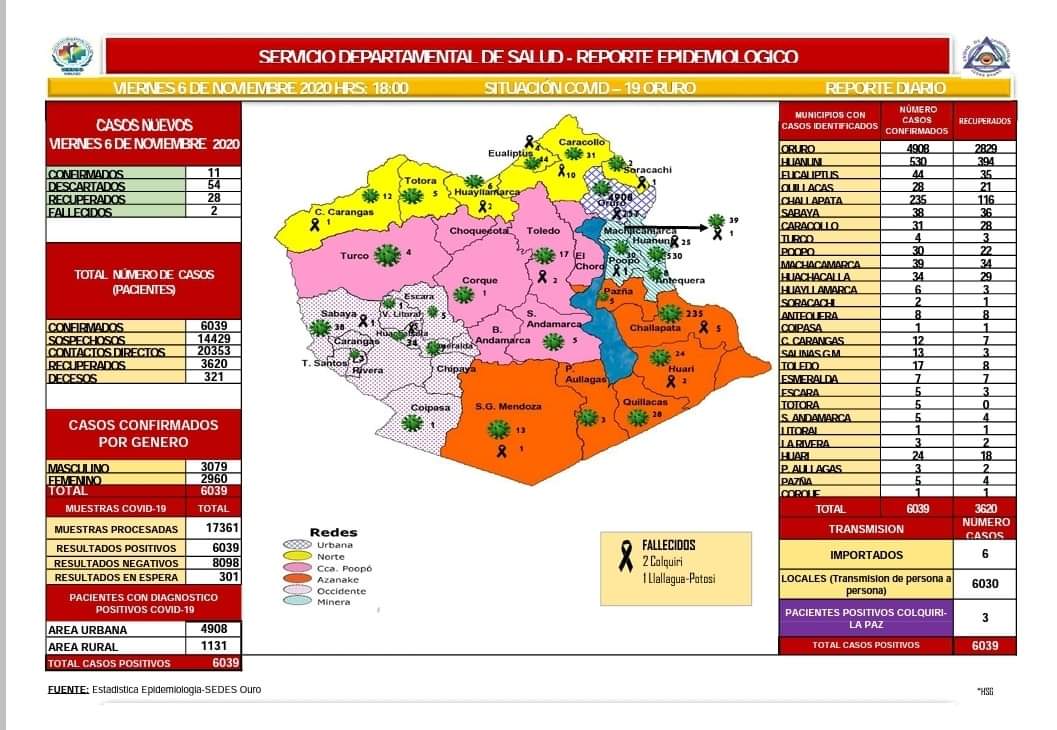 SERVICIO DEPARTAMENTAL DE SALUD - REPORTE EPIDEMIOLOGICO
VIERNES 6 DE NOVIEMBRE 2020 HRS: 18:00 SITUACIÓN COVID – 19 ORURO REPORTE DIARIO
CASOS NUEVOS
VIERNES 6 DE NOVIEMBRE 2020
CONFIRMADOS 11
DESCARTADOS 54
RECUPERADOS 28
FALLECIDOS 2
TOTAL NÚMERO DE CASOS
(PACIENTES)
CONFIRMADOS 6039
SOSPECHOSOS 14429
CONTACTOS DIRECTOS 20353
RECUPERADOS 3620
DECESOS 321
CASOS CONFIRMADOS
POR GENERO
MASCULINO 3079
FEMENINO 2960
TOTAL 6039
MUESTRAS COVID-19 TOTAL
MUESTRAS PROCESADAS 17361
RESULTADOS POSITIVOS 6039
RESULTADOS NEGATIVOS 8098
RESULTADOS EN ESPERA 301
PACIENTES CON DIAGNOSTICO
POSITIVOS COVID-19
AREA URBANA 4908
AREA RURAL 1131
TOTAL CASOS POSITIVOS 6039
Caracollo
31
Eualiptus
44
10
2
Soracachi
1
Totora
5
6
Huayllamarca
2
12
C. Carangas
1
4908
Oruro
257
39
1
Choquecota
Toledo
17
2
Machacamarca
Huanuni
25
530
30
Poopo
1
8
Antequera
Turco
4
El
Choro
Corque
1
Pazña
5
Escara
1
V. Litoral
5
Sabaya
38
1
34
Carangas
T. Santos
Rivera
Chipaya
S.
Andamarca
5
B.
Andamarca
235
Challapata
5
24
Huari
2
P.
Aullagas
3
Quillacas
28
Coipasa
1
S.G. Mendoza
13
1
Redes
Urbana
Norte
Cca. Poopó
Azanake
Occidente
Minera
FALLECIDOS
2 Colquiri
1 Llallagua-Potosi
MUNICIPIOS CON
CASOS IDENTIFICADOS
NÚMERO
CASOS
CONFIRMADOS
RECUPERADOS
ORURO 4908 2829
HUANUNI 530 394
EUCALIPTUS 44 35
QUILLACAS 28 21
CHALLAPATA 235 116
SABAYA 38 36
CARACOLLO 31 28
TURCO 4 3
POOPO 30 22
MACHACAMARCA 39 34
HUACHACALLA 34 29
HUAYLLAMARCA 6 3
SORACACHI 2 1
ANTEQUERA 8 8
COIPASA 1 1
C. CARANGAS 12 7
SALINAS G.M 13 3
TOLEDO 17 8
ESMERALDA 7 7
ESCARA 5 3
TOTORA 5 0
S. ANDAMARCA 5 4
LITORAL 1 1
LA RIVERA 3 2
HUARI 24 18
P. AULLAGAS 3 2
PAZÑA 5 4
CORQUE 1 1
TOTAL 6039 3620
TRANSMISION NÚMERO
CASOS
IMPORTADOS 6
LOCALES (Transmision de persona a
persona) 6030
PACIENTES POSITIVOS COLQUIRI-
LA PAZ 3
TOTAL CASOS POSITIVOS 6039
FUENTE: Estadistica Epidemiologia-SEDES Ouro
*HSG